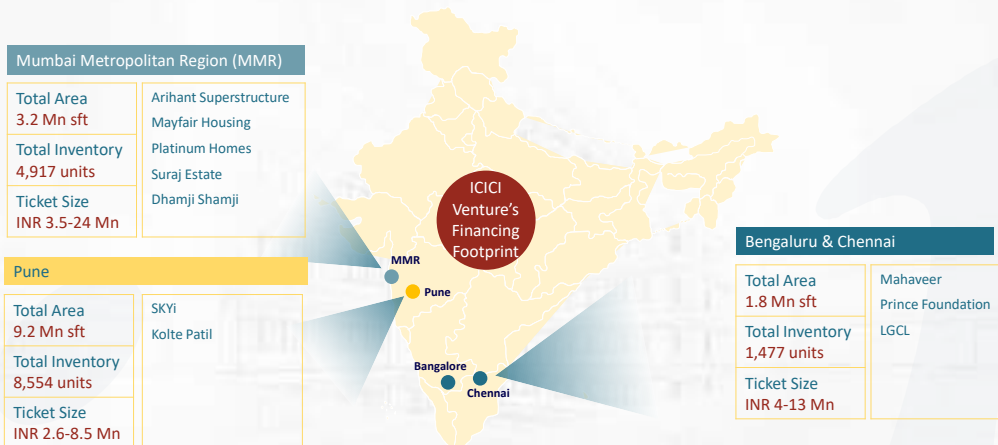 Mumbai Metropolitan Region (MMR)
Total Area
3.2 Mn sft
Total Inventory
4,917 units
Ticket Size
INR 3.5-24 Mn
Arihant Superstructure
Mayfair Housing
Platinum Homes
Suraj Estate
Dhamji Shamji
Pune
Total Area
9.2 Mn sft
Total Inventory
8,554 units
Ticket Size
INR 2.6-8.5 Mn
SKYi
Kolte Patil
ICICI
Venture's
Financing
Footprint
MMR
Pune
Bangalore
Chennai
Bengaluru & Chennai
Total Area
1.8 Mn sft
Total Inventory
1,477 units
Ticket Size
INR 4-13 Mn
Mahaveer
Prince Foundation
LGCL